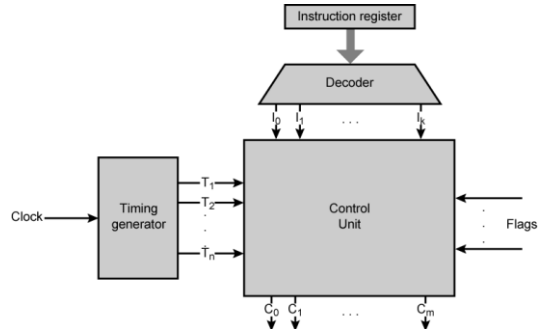 Instruction register
Decoder
I0 I1 . . . Ik
T1
T2
Clock
Timing
generator
.
.
Tn
Control
Unit
.
.
.
Flags
C0 C1 . . . Cm